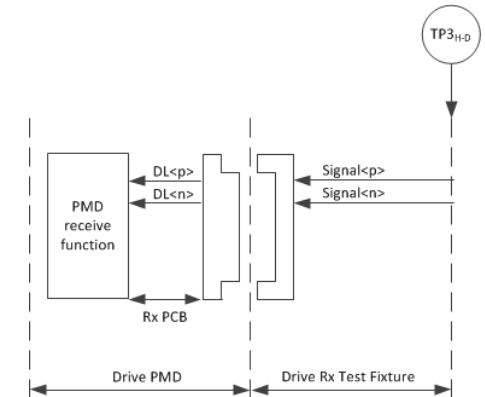 TP3H-D
DL<p>
Signal<p>
DL<n>
Signal<n>
PMD
receive
function
Rx PCB
Drive PMD
Drive Rx Test Fixture